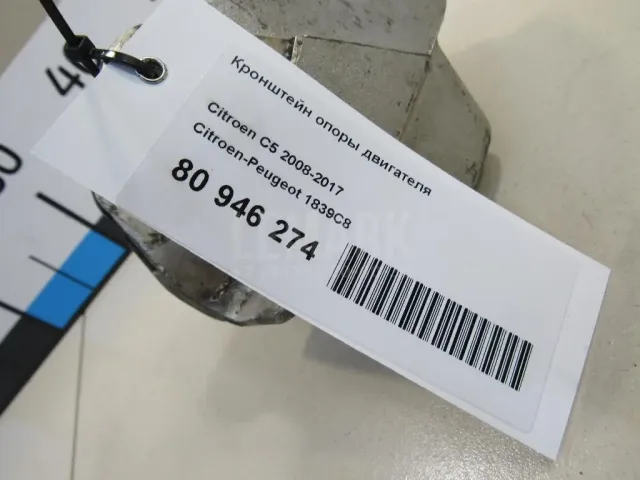 Кронштейн опоры двигателя
Citroen C5 2008-2017
Citroen-Peugeot 1839C8
80 946 274